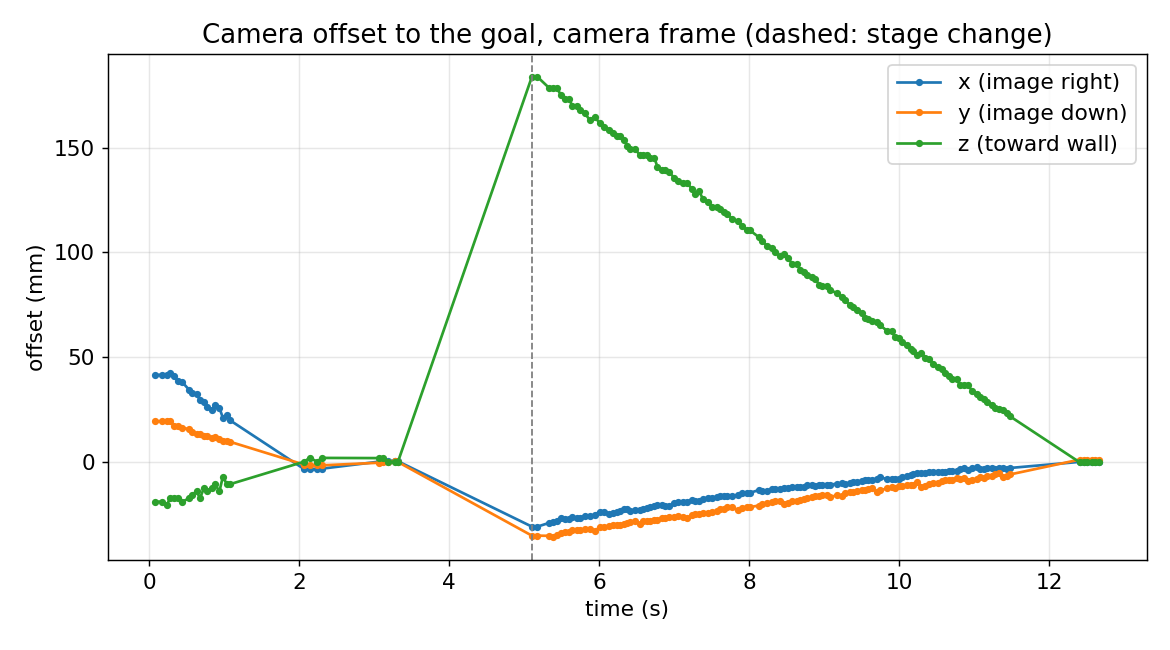 Camera offset to the goal, camera frame (dashed: stage change)
x (image right)
y (image down)
z (toward wall)
offset (mm)
150
100
50
0
0
2
4
6
8
10
12
time (s)